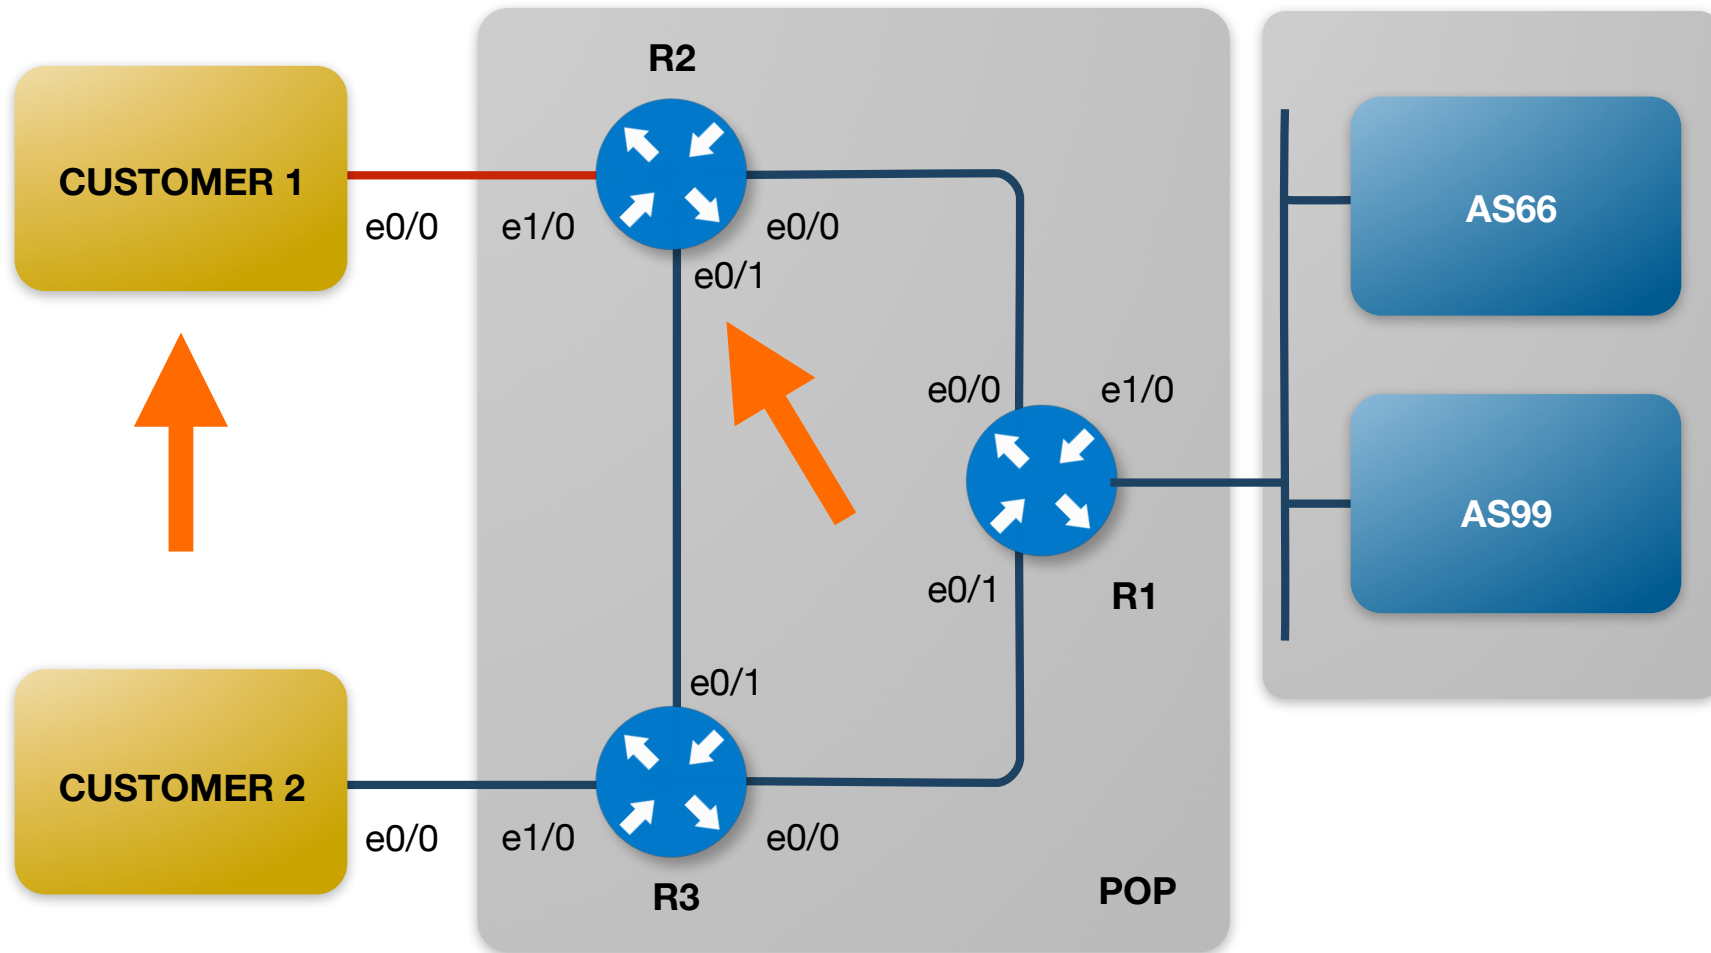 R2
CUSTOMER 1
AS66
e0/0
e1/0
e0/0
e0/1
e0/0
e1/0
AS99
e0/1
R1
e0/1
CUSTOMER 2
e0/0
e1/0
e0/0
R3
POP